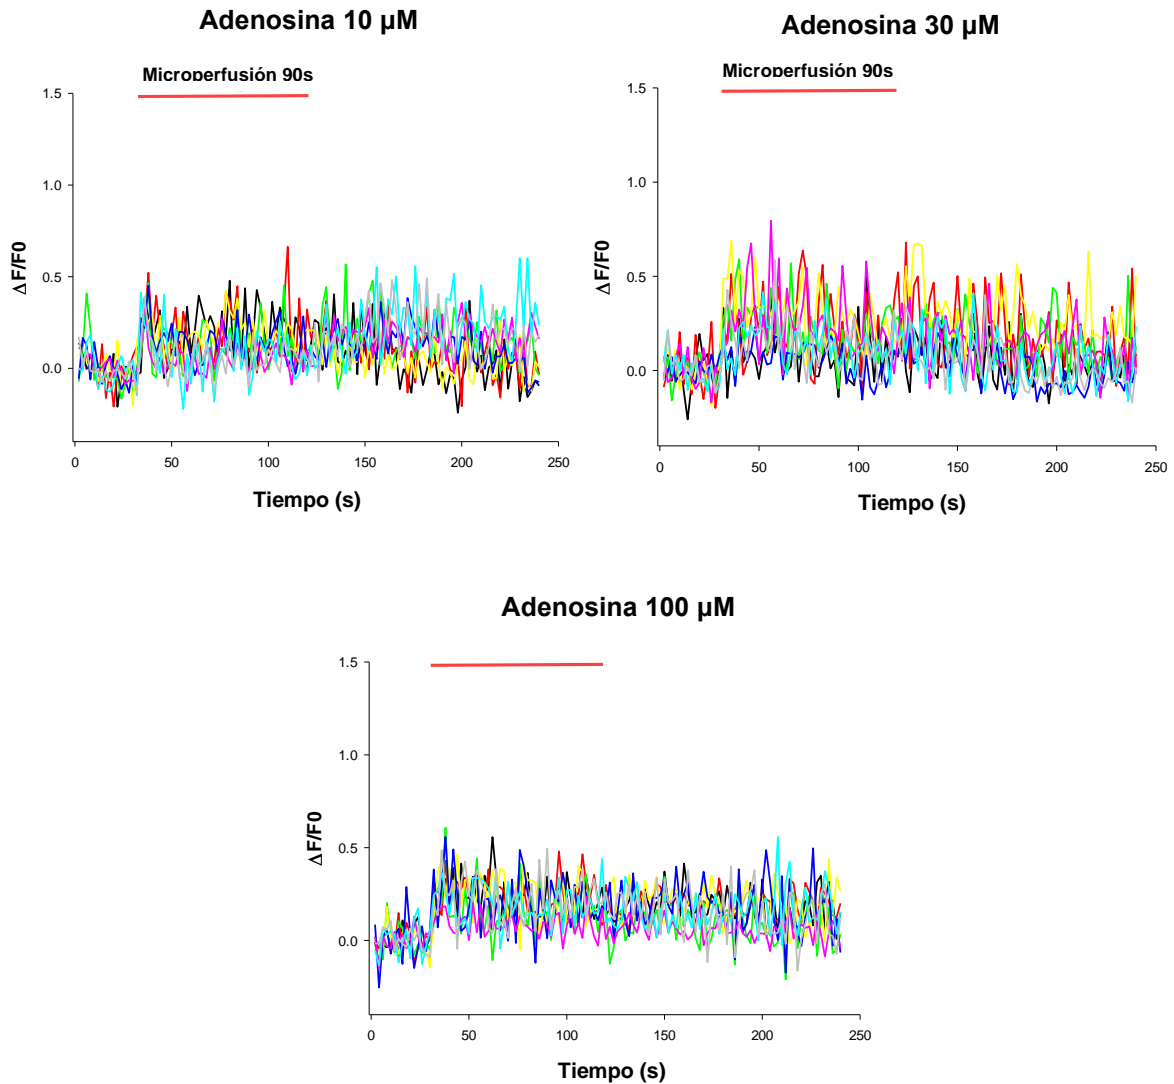 Adenosina 10 µM
Microperfusión 90s
1.5
1.0
0.5
0.0
ΔF/F0
0 50 100 150 200 250
Tiempo (s)
Adenosina 30 µM
Microperfusión 90s
1.5
1.0
0.5
0.0
ΔF/F0
0 50 100 150 200 250
Tiempo (s)
Adenosina 100 µM
1.5
1.0
0.5
0.0
ΔF/F0
0 50 100 150 200 250
Tiempo (s)